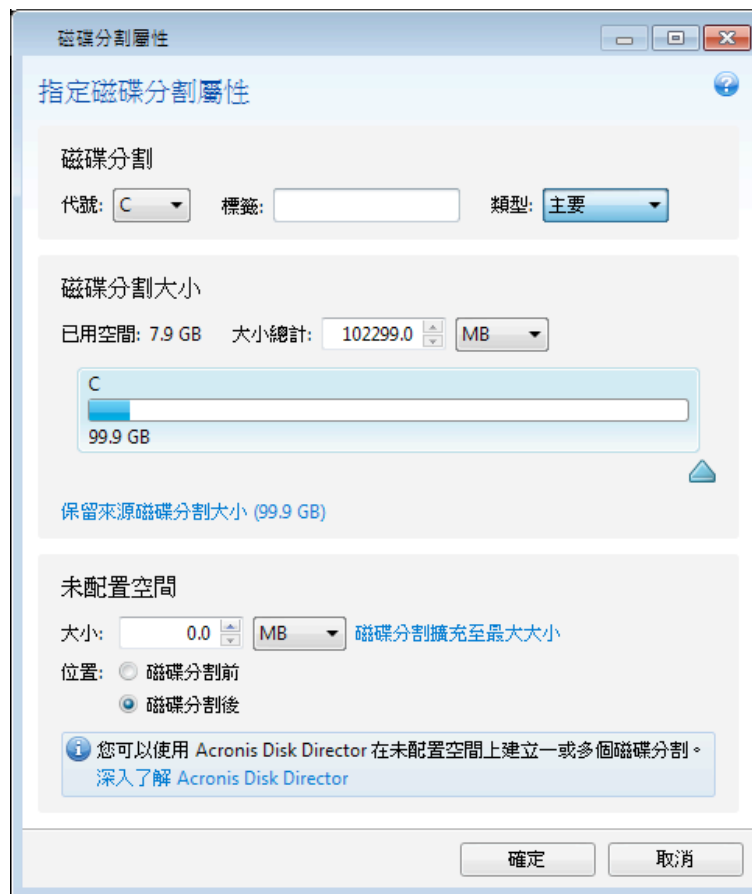 磁碟分割屬性
指定磁碟分割屬性
磁碟分割
代號: C 標籤: 類型: 主要
磁碟分割大小
已用空間: 7.9 GB 大小總計: 102299.0 MB
C
99.9 GB
保留來源磁碟分割大小 (99.9 GB)
未配置空間
大小: 0.0 MB 磁碟分割擴充至最大大小
位置: 磁碟分割前
磁碟分割後
您可以使用 Acronis Disk Director 在未配置空間上建立一或多個磁碟分割。
深入了解 Acronis Disk Director
確定 取消